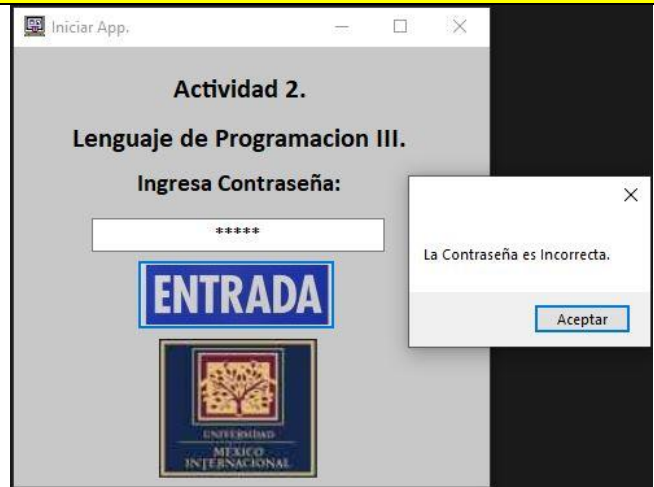 Iniciar App.
Actividad 2.
Lenguaje de Programacion III.
Ingresa Contraseña:
*****
La Contraseña es Incorrecta.
ENTRADA
Aceptar
UNIVERSIDAD
MÉXICO
INTERNACIONAL